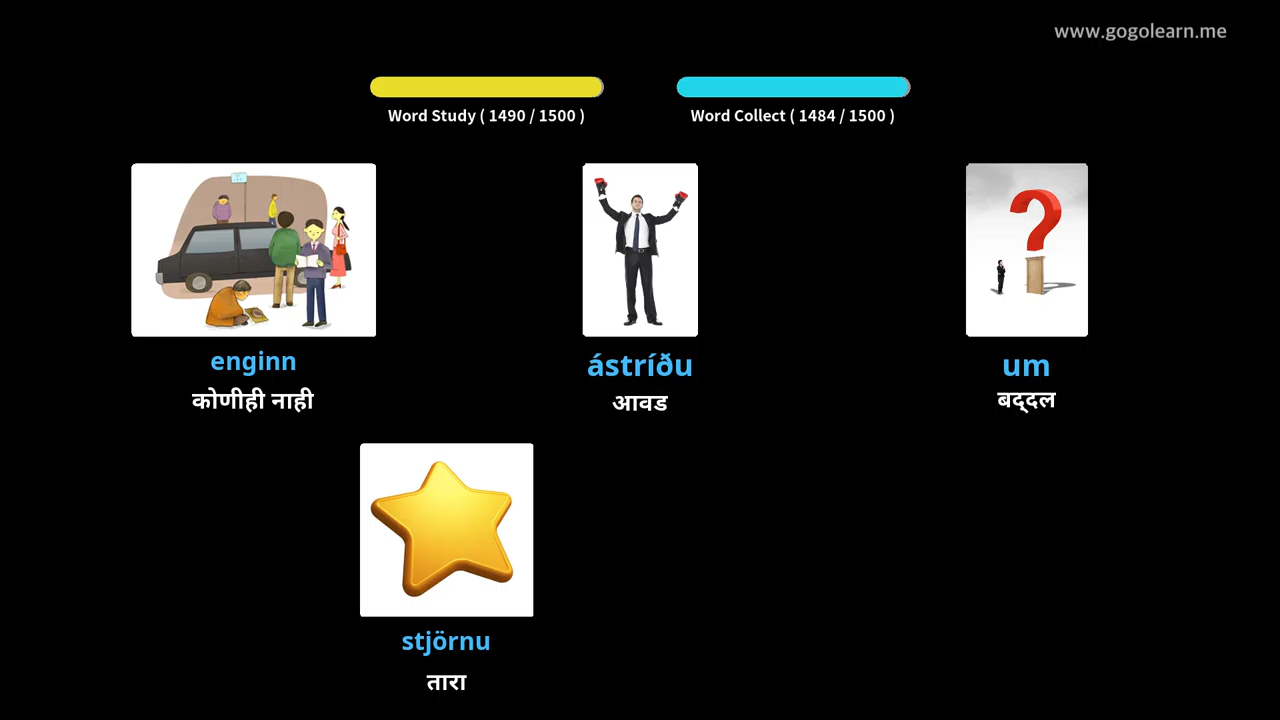 www.gogolearn.me
Word Study ( 1490 / 1500 )
Word Collect ( 1484 / 1500 )
enginn
ástríðu
um
कोणीही नाही
आवड
बद्दल
stjörnu
तारा